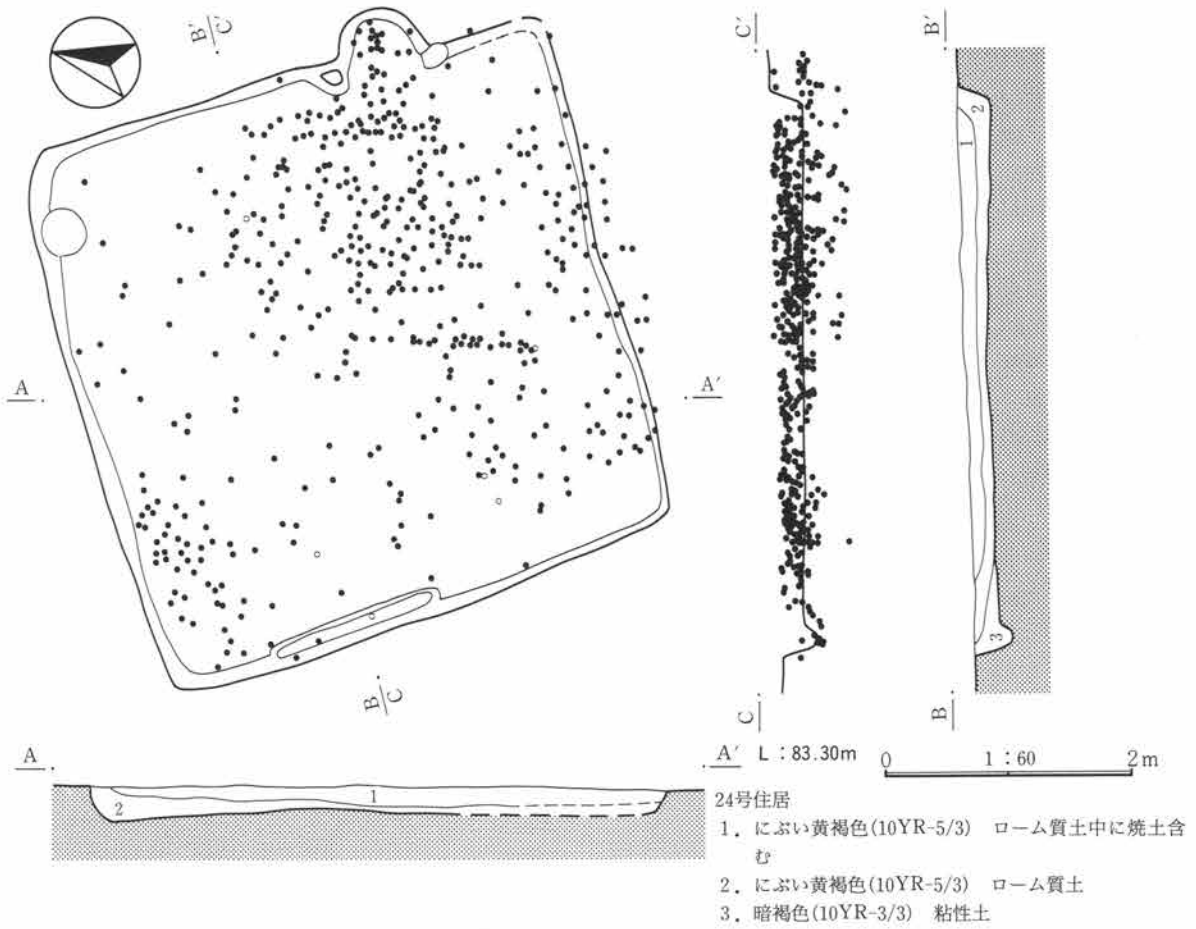 B′
C′
A
A′
B
C
C′
B′
1
2
3
C
B
A
A′
1
2
L：83.30m
0 1：60 2m
24号住居
1．にぶい黄褐色(10YR-5/3) ローム質土中に焼土含
む
2．にぶい黄褐色(10YR-5/3) ローム質土
3．暗褐色(10YR-3/3) 粘性土